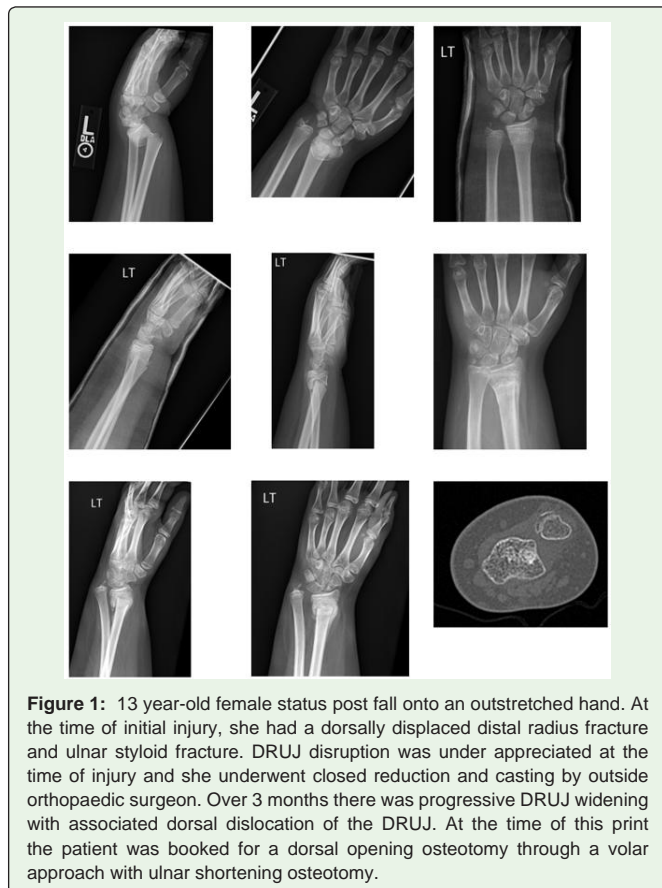 LT
LT
LT
LT
LT
Figure 1: 13 year-old female status post fall onto an outstretched hand. At
the time of initial injury, she had a dorsally displaced distal radius fracture
and ulnar styloid fracture. DRUJ disruption was under appreciated at the
time of injury and she underwent closed reduction and casting by outside
orthopaedic surgeon. Over 3 months there was progressive DRUJ widening
with associated dorsal dislocation of the DRUJ. At the time of this print
the patient was booked for a dorsal opening osteotomy through a volar
approach with ulnar shortening osteotomy.